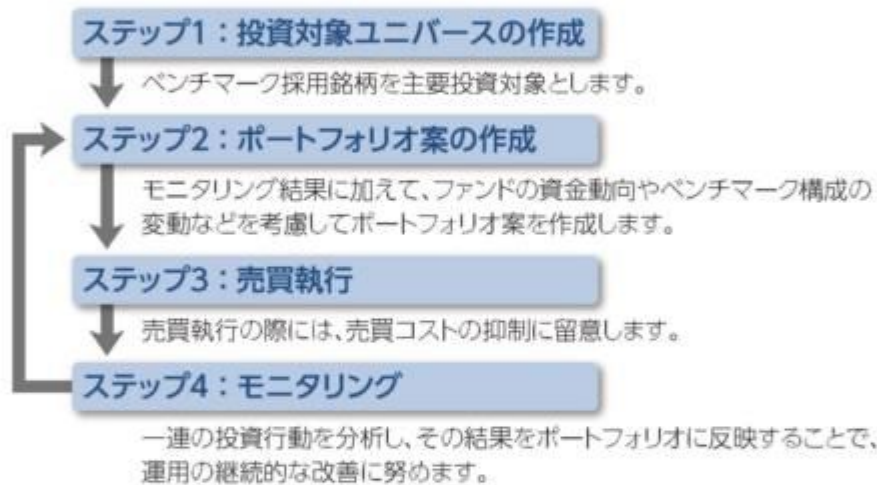 ステップ1：投資対象ユニバースの作成
ベンチマーク採用銘柄を主要投資対象とします。
ステップ2：ポートフォリオ案の作成
モニタリング結果に加えて、ファンドの資金動向やベンチマーク構成の
変動などを考慮してポートフォリオ案を作成します。
ステップ3：売買執行
売買執行の際には、売買コストの抑制に留意します。
ステップ4：モニタリング
一連の投資行動を分析し、その結果をポートフォリオに反映することで、
運用の継続的な改善に努めます。